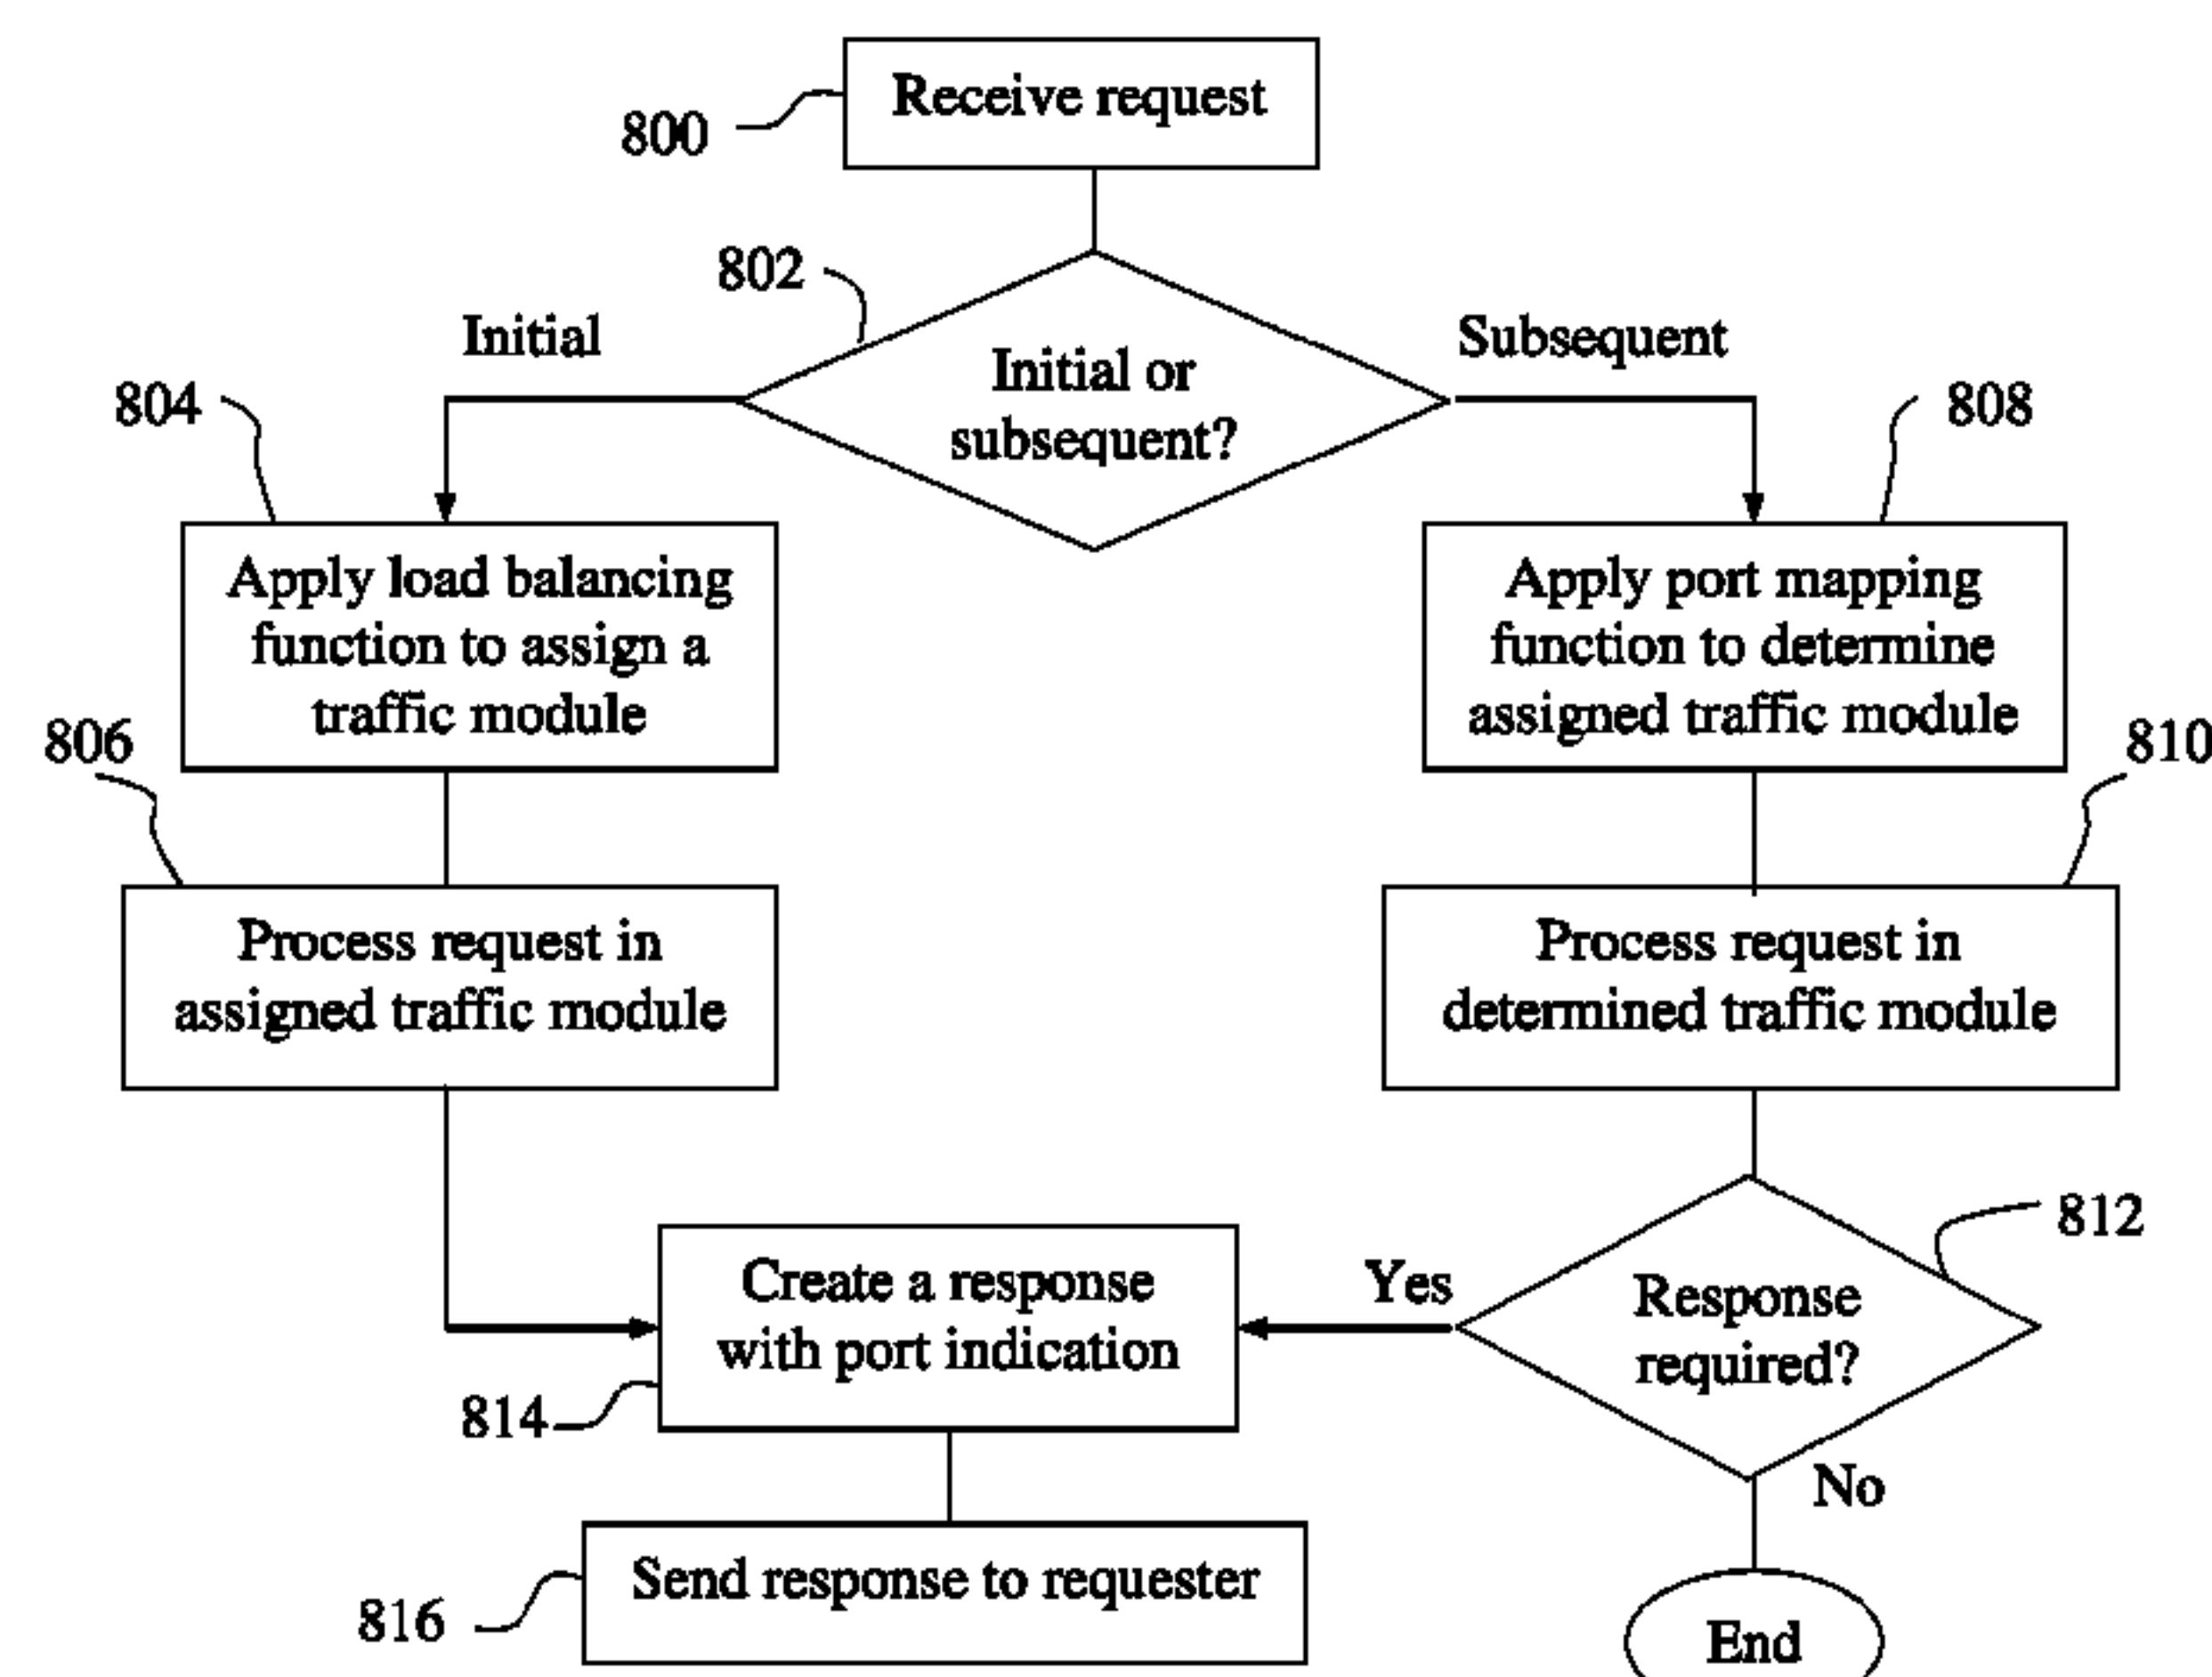 Receive request
800
802
Initial
Subsequent
Initial or
subsequent?
804
808
Apply load balancing
function to assign a
traffic module
Apply port mapping
function to determine
assigned traffic module
806
810
Process request in
assigned traffic module
Process request in
determined traffic module
812
Create a response
with port indication
Yes
Response
required?
814
No
Send response to requester
816
End